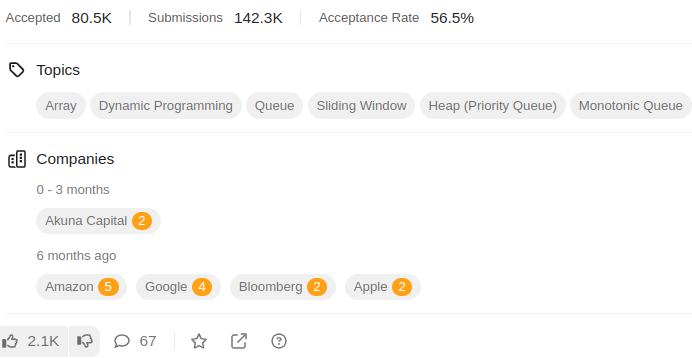 Accepted 80.5K Submissions 142.3K Acceptance Rate 56.5%
Topics
Array Dynamic Programming Queue Sliding Window Heap (Priority Queue) Monotonic Queue
Companies
0 - 3 months
Akuna Capital 2
6 months ago
Amazon 5 Google 4 Bloomberg 2 Apple 2
2.1K 67